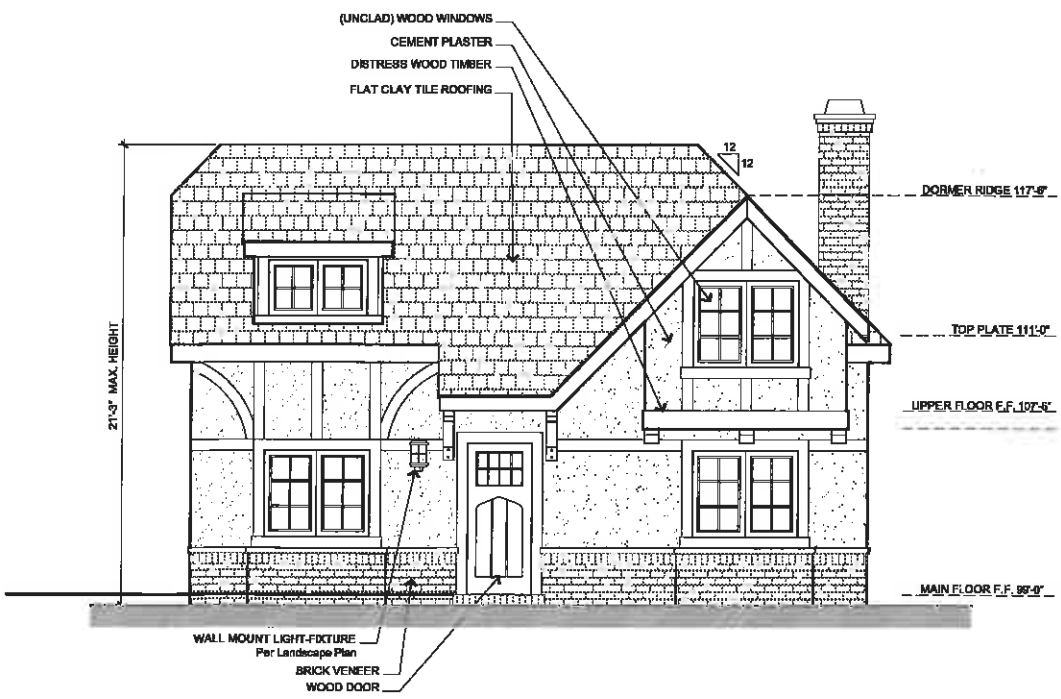 (UNCLAD) WOOD WINDOWS
CEMENT PLASTER
DISTRESS WOOD TIMBER
FLAT CLAY TILE ROOFING
12
12
DORMER RIDGE 117'-6"
TOP PLATE 111'-0"
21'-3" MAX. HEIGHT
UPPER FLOOR F.F. 107'-6"
MAIN FLOOR F.F. 99'-0"
WALL MOUNT LIGHT-FIXTURE
Per Landscape Plan
BRICK VENEER
WOOD DOOR